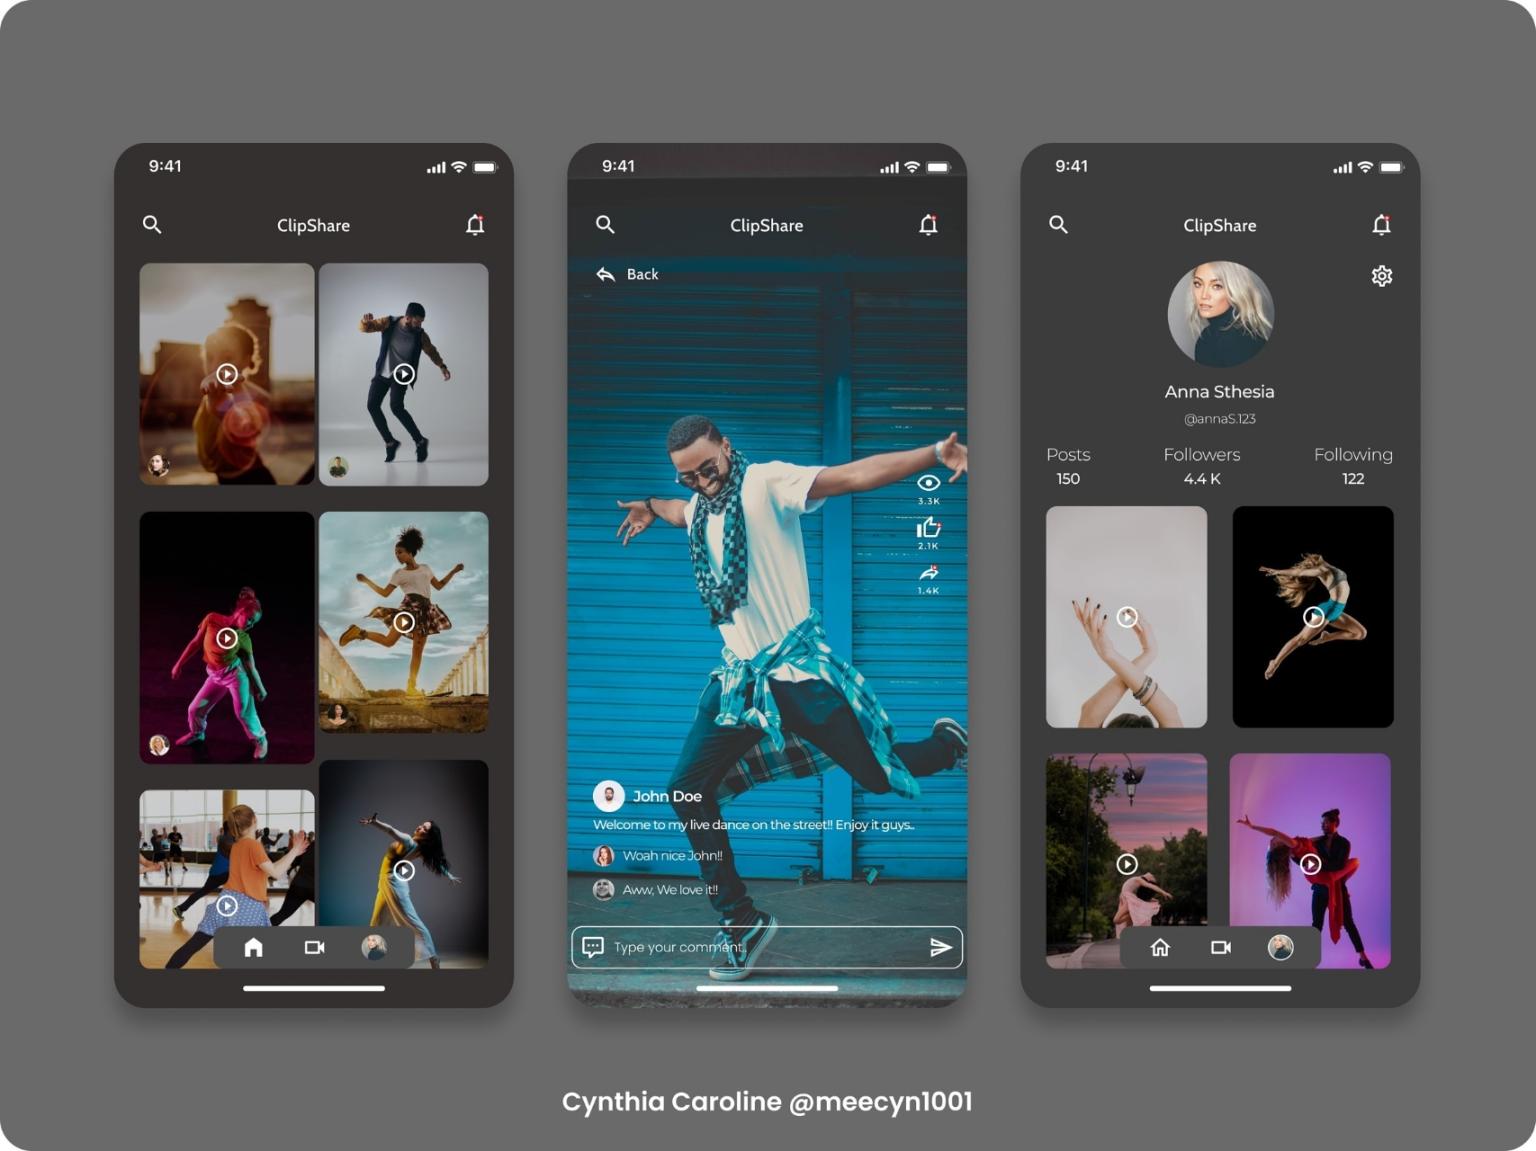 9:41
ClipShare
9:41
ClipShare
Back
3.3K
2.1K
1.4K
John Doe
Welcome to my live dance on the street!! Enjoy it guys..
Woah nice John!!
Aww, We love it!!
Type your comment..
9:41
ClipShare
Anna Sthesia
@annaS.123
Posts Followers Following
150 4.4 K 122
Cynthia Caroline @meecyn1001